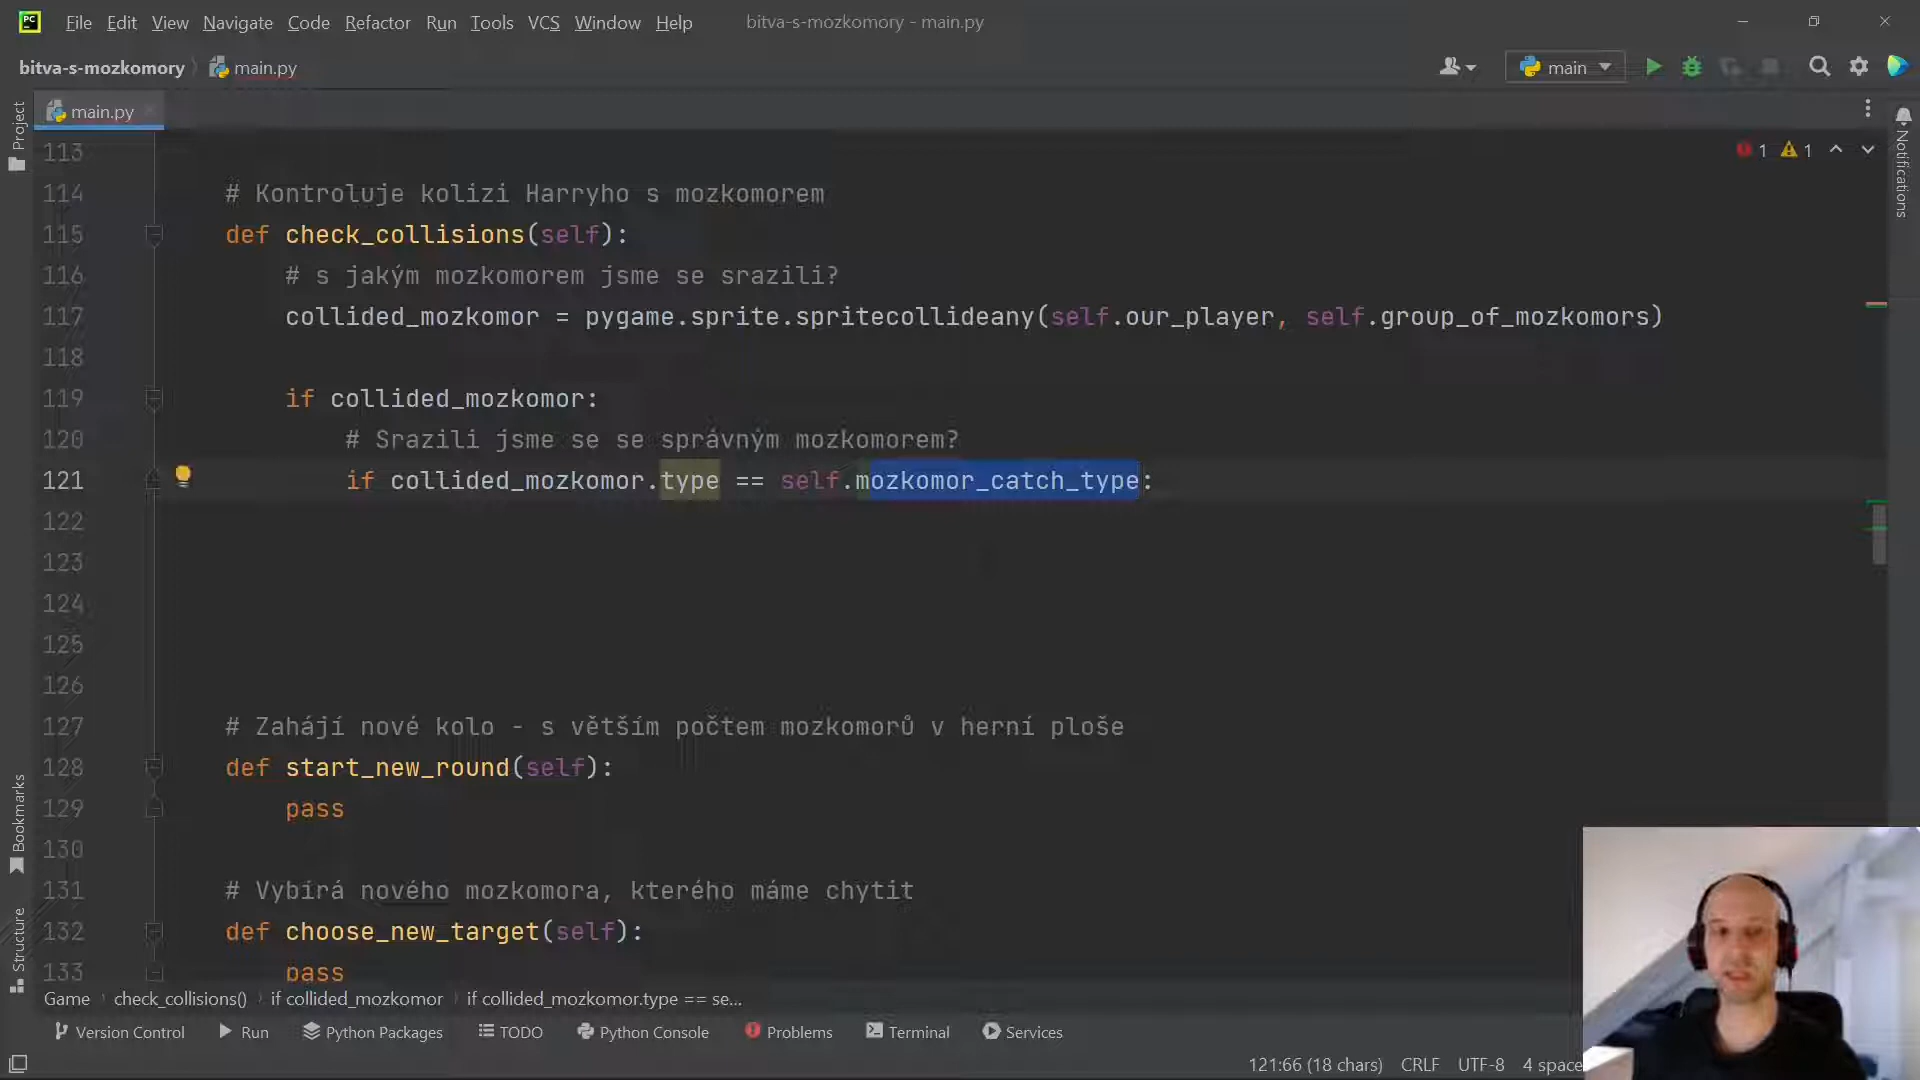 PC File Edit View Navigate Code Refactor Run Tools VCS Window Help bitva-s-mozkomory - main.py
bitva-s-mozkomory main.py main
main.py
Project
Notifications
Bookmarks
Structure
1 1
113
114 # Kontroluje kolizi Harryho s mozkomorem
115 def check_collisions(self):
116 # s jakým mozkomorem jsme se srazili?
117 collided_mozkomor = pygame.sprite.spritecollideany(self.our_player, self.group_of_mozkomors)
118
119 if collided_mozkomor:
120 # Srazili jsme se se správným mozkomorem?
121 if collided_mozkomor.type == self.mozkomor_catch_type:
122
123
124
125
126
127 # Zahájí nové kolo - s větším počtem mozkomorů v herní ploše
128 def start_new_round(self):
129 pass
130
131 # Vybírá nového mozkomora, kterého máme chytit
132 def choose_new_target(self):
133 pass
Game check_collisions() if collided_mozkomor if collided_mozkomor.type == se...
Version Control Run Python Packages TODO Python Console Problems Terminal Services
121:66 (18 chars) CRLF UTF-8 4 space